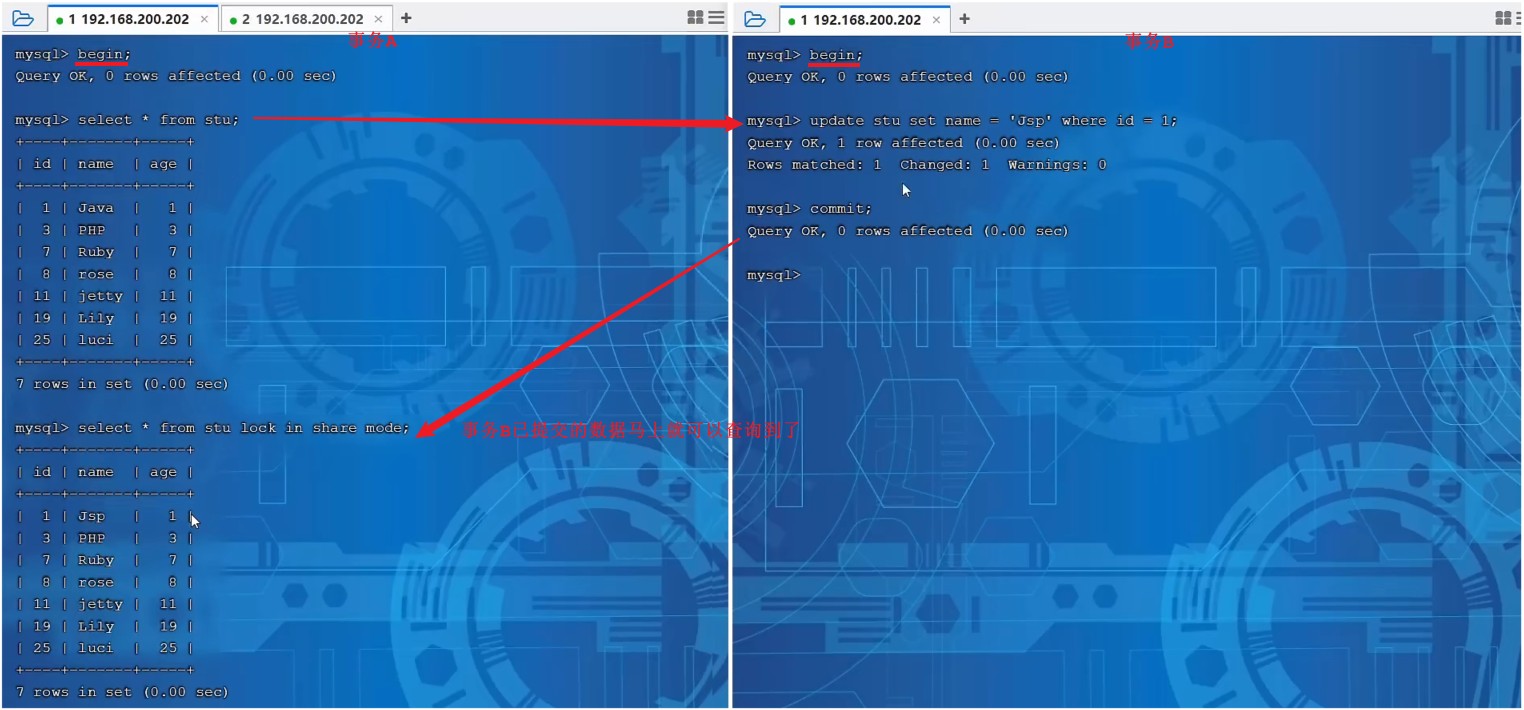 1 192.168.200.202 × 2 192.168.200.202 × +
事务A
mysql> begin;
Query OK, 0 rows affected (0.00 sec)
mysql> select * from stu;
+----+-------+-----+
| id | name  | age |
+----+-------+-----+
|  1 | Java  |   1 |
|  3 | PHP   |   3 |
|  7 | Ruby  |   7 |
|  8 | rose  |   8 |
| 11 | jetty |  11 |
| 19 | Lily  |  19 |
| 25 | luci  |  25 |
+----+-------+-----+
7 rows in set (0.00 sec)
mysql> select * from stu lock in share mode;
事务B已提交的数据马上就可以查询到了
+----+-------+-----+
| id | name  | age |
+----+-------+-----+
|  1 | Jsp   |   1 |
|  3 | PHP   |   3 |
|  7 | Ruby  |   7 |
|  8 | rose  |   8 |
| 11 | jetty |  11 |
| 19 | Lily  |  19 |
| 25 | luci  |  25 |
+----+-------+-----+
7 rows in set (0.00 sec)
1 192.168.200.202 × +
事务B
mysql> begin;
Query OK, 0 rows affected (0.00 sec)
mysql> update stu set name = 'Jsp' where id = 1;
Query OK, 1 row affected (0.00 sec)
Rows matched: 1  Changed: 1  Warnings: 0
mysql> commit;
Query OK, 0 rows affected (0.00 sec)
mysql>